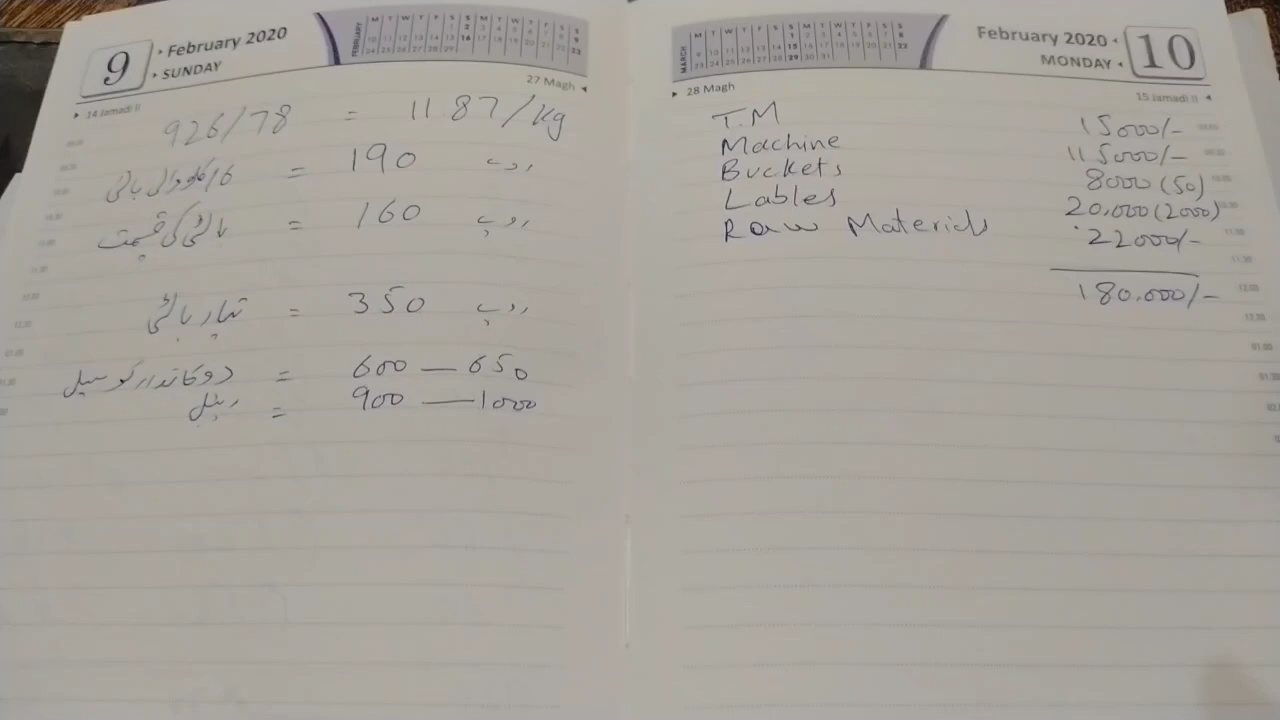 9
February 2020
SUNDAY
FEBRUARY
M T W T F S S M T W T F S S
27 Magh
14 Jamadi II
926/78 = 1187/Kg
16 کلو والی بالٹی = 190 روپے
بالٹی کی قیمت = 160 روپے
تیار بالٹی = 350 روپے
دوکاندار کو سیل = 600 — 650
ریٹیل = 900 — 1000
February 2020
MONDAY
10
MARCH
M T W T F S S M T W T F S S
28 Magh
15 Jamadi II
T.M 15000/-
Machine 115000/-
Buckets 8000 (50)
Lables 20,000 (2000)
Raw Materials 22000/-
180,000/-